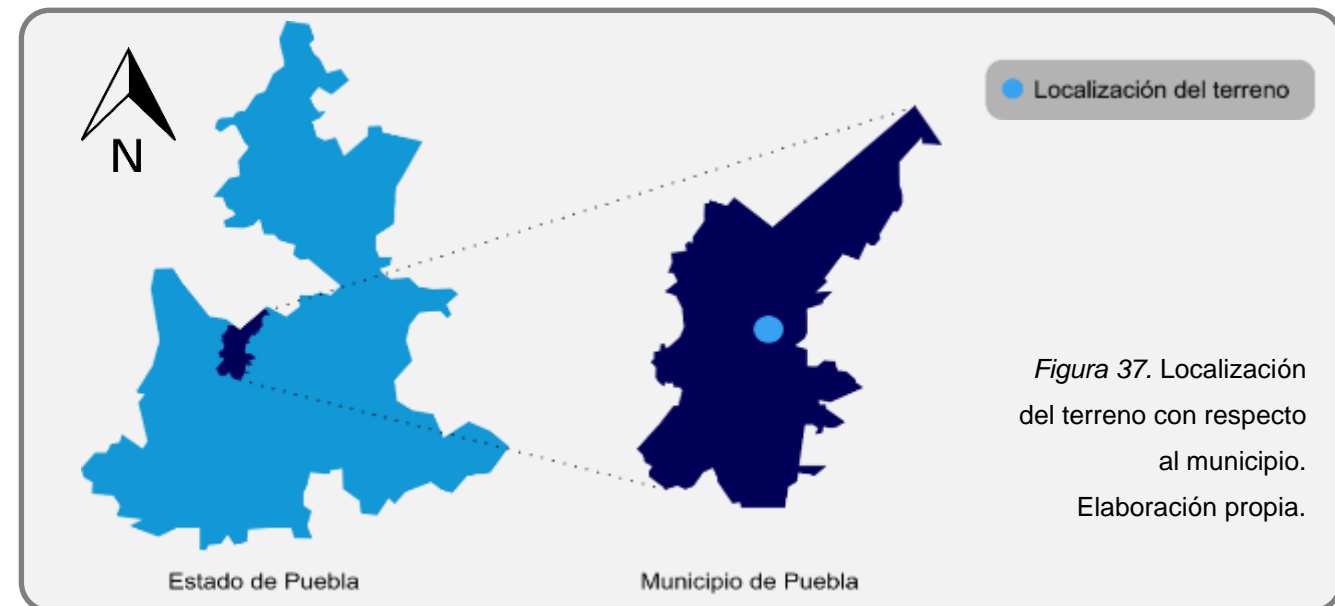 N
Localización del terreno
Figura 37. Localización
del terreno con respecto
al municipio.
Elaboración propia.
Estado de Puebla
Municipio de Puebla